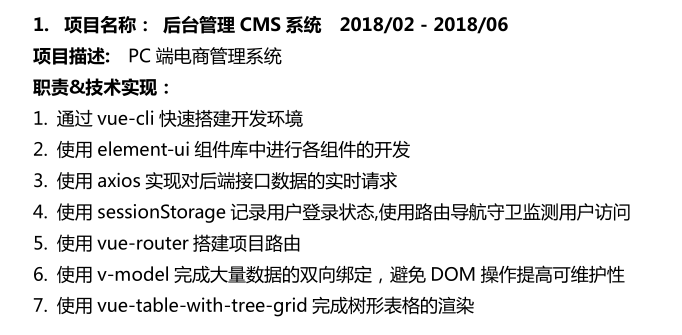 1. 项目名称： 后台管理 CMS 系统 2018/02 - 2018/06
项目描述: PC 端电商管理系统
职责&技术实现：
1. 通过 vue-cli 快速搭建开发环境
2. 使用 element-ui 组件库中进行各组件的开发
3. 使用 axios 实现对后端接口数据的实时请求
4. 使用 sessionStorage 记录用户登录状态,使用路由导航守卫监测用户访问
5. 使用 vue-router 搭建项目路由
6. 使用 v-model 完成大量数据的双向绑定，避免 DOM 操作提高可维护性
7. 使用 vue-table-with-tree-grid 完成树形表格的渲染